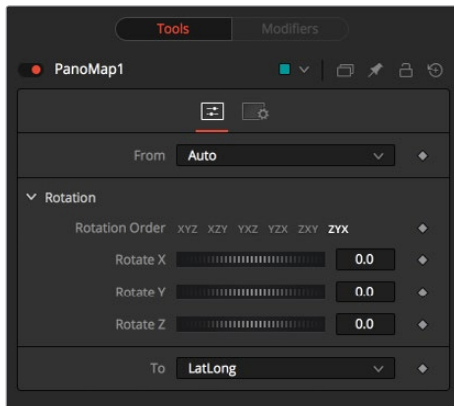 Tools Modifiers
PanoMap1
From Auto
Rotation
Rotation Order XYZ XZY YXZ YZX ZXY ZYX
Rotate X 0.0
Rotate Y 0.0
Rotate Z 0.0
To LatLong